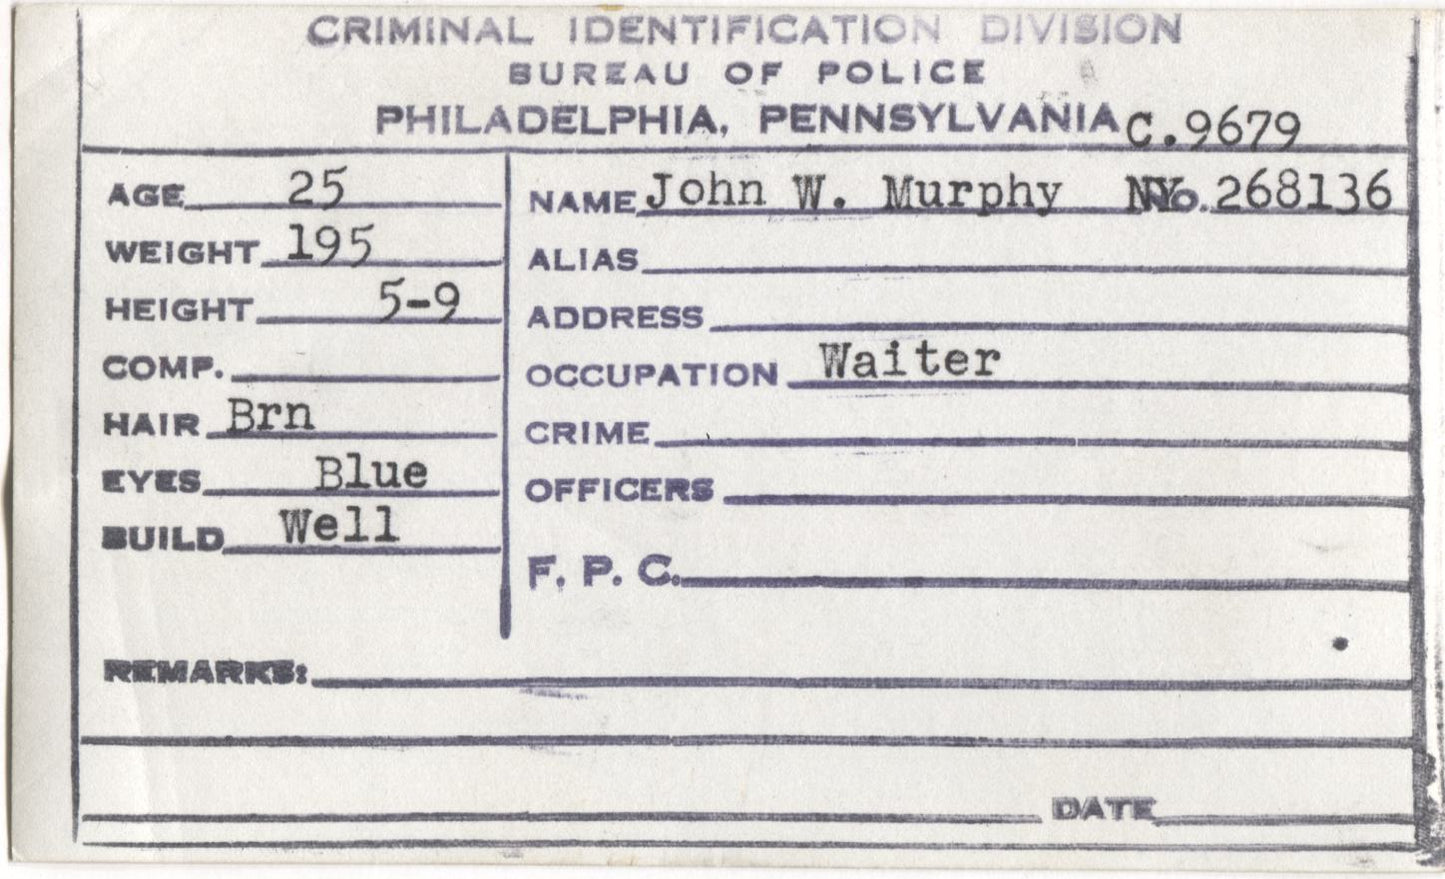 CRIMINAL IDENTIFICATION DIVISION
BUREAU OF POLICE
PHILADELPHIA, PENNSYLVANIA C.9679
AGE 25
WEIGHT 195
HEIGHT 5-9
COMP.
HAIR Brn
EYES Blue
BUILD Well
NAME John W. Murphy NY No. 268136
ALIAS
ADDRESS
OCCUPATION Waiter
CRIME
OFFICERS
F. P. C.
REMARKS:
DATE